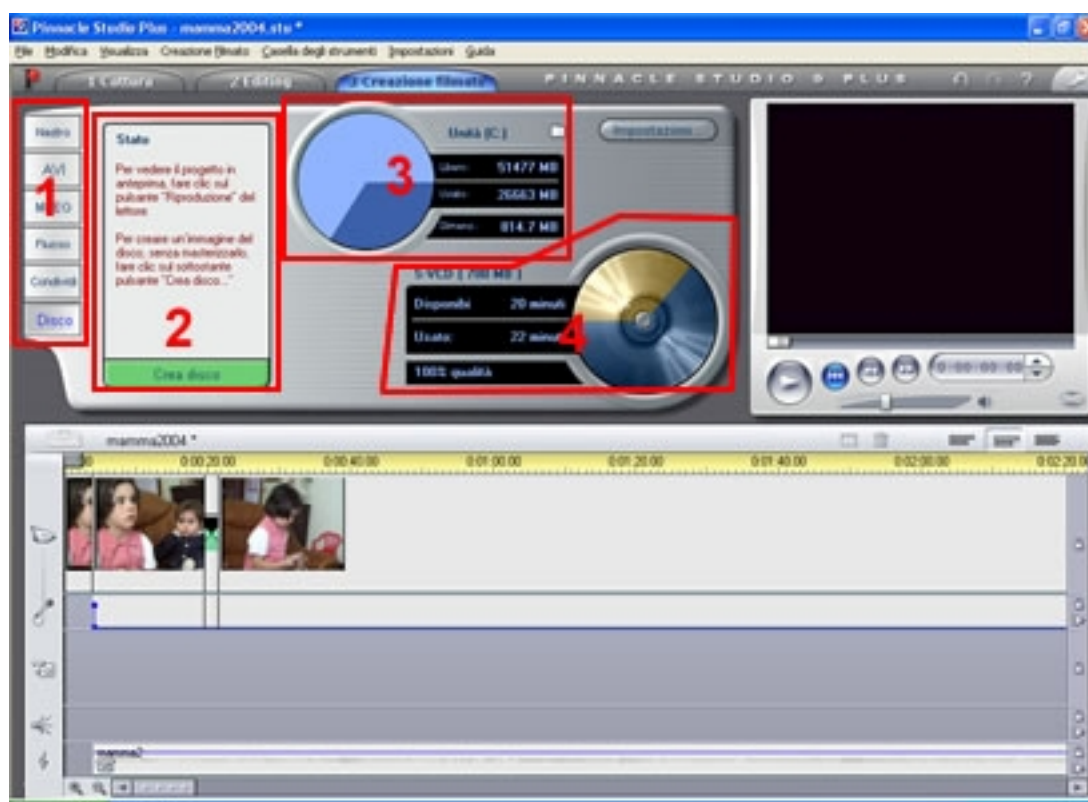 Pinnacle Studio Plus - mamma2004.stu *
File Modifica Visualizza Creazione filmato Casella degli strumenti Impostazioni Guida
1 Cattura 2 Editing 3 Creazione filmato PINNACLE STUDIO 9 PLUS ?
Nastro
AVI
MPEG
Flusso
Condividi
Disco
1
Stato
Per vedere il progetto in
anteprima, fare clic sul
pulsante "Riproduzione" del
lettore.
Per creare un'immagine del
disco, senza masterizzarlo,
fare clic sul sottostante
pulsante "Crea disco..."
2
Crea disco
Unità (C:)
Libero: 51477 MB
Usato: 26663 MB
814.7 MB
3
Impostazioni...
S-VCD ( 700 MB )
Disponibi 20 minuti
Usato: 22 minuti
100% qualità
4
0:00:00.00
mamma2004 *
0:00:20.00 0:00:40.00 0:01:00.00 0:01:20.00 0:01:40.00 0:02:00.00 0:02:20.0
mamma2